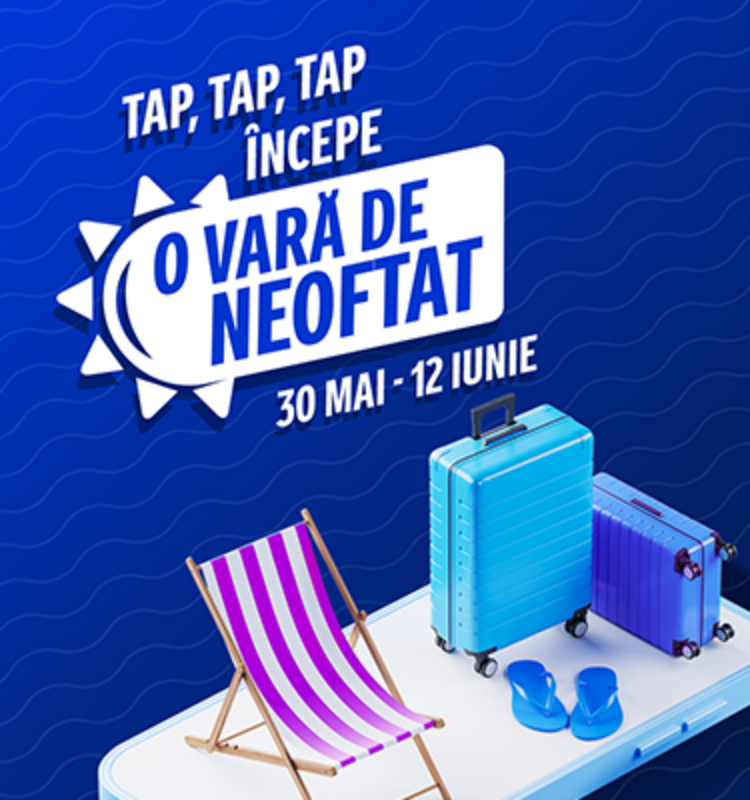 TAP, TAP, TAP
ÎNCEPE
O VARĂ DE
NEOFTAT
30 MAI - 12 IUNIE